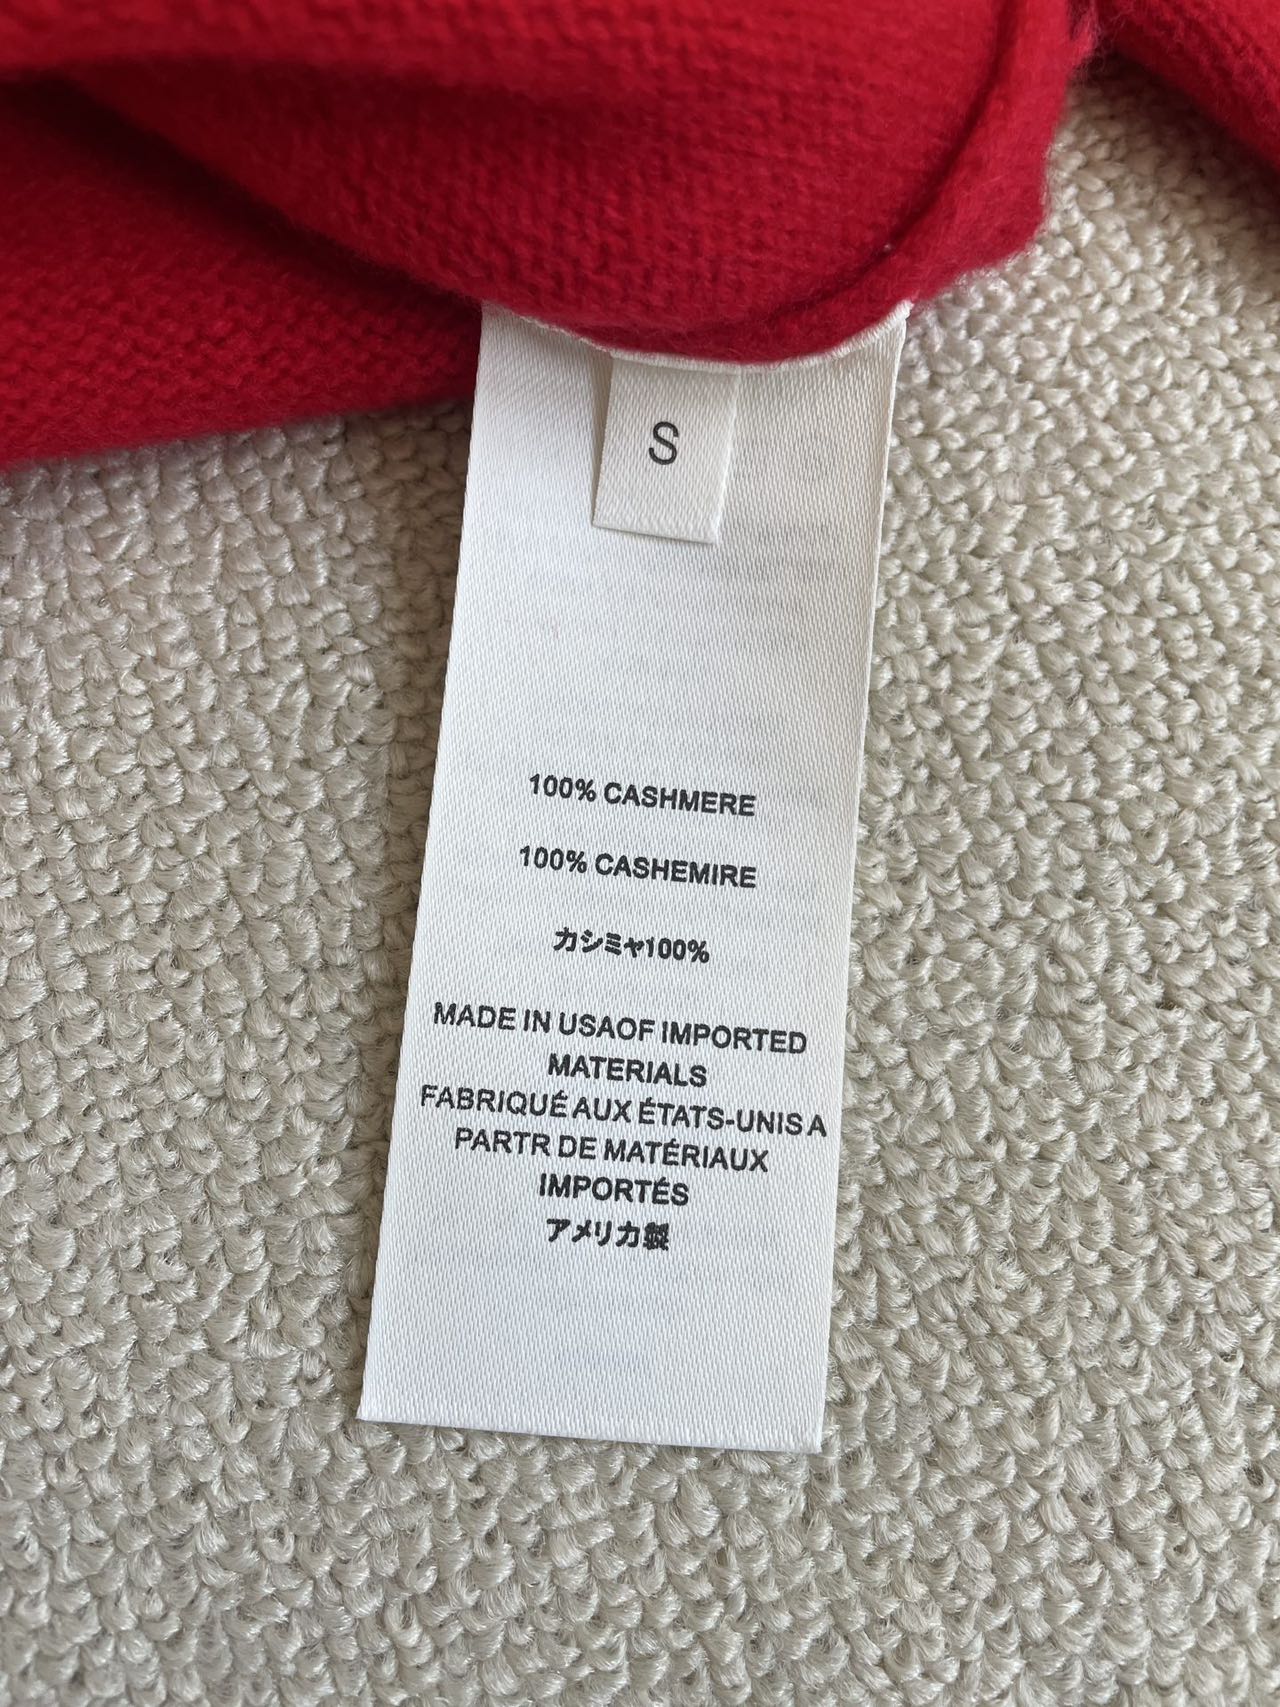 S
100% CASHMERE
100% CASHEMIRE
カシミヤ100%
MADE IN USAOF IMPORTED
MATERIALS
FABRIQUÉ AUX ÉTATS-UNIS A
PARTR DE MATÉRIAUX
IMPORTÉS
アメリカ製